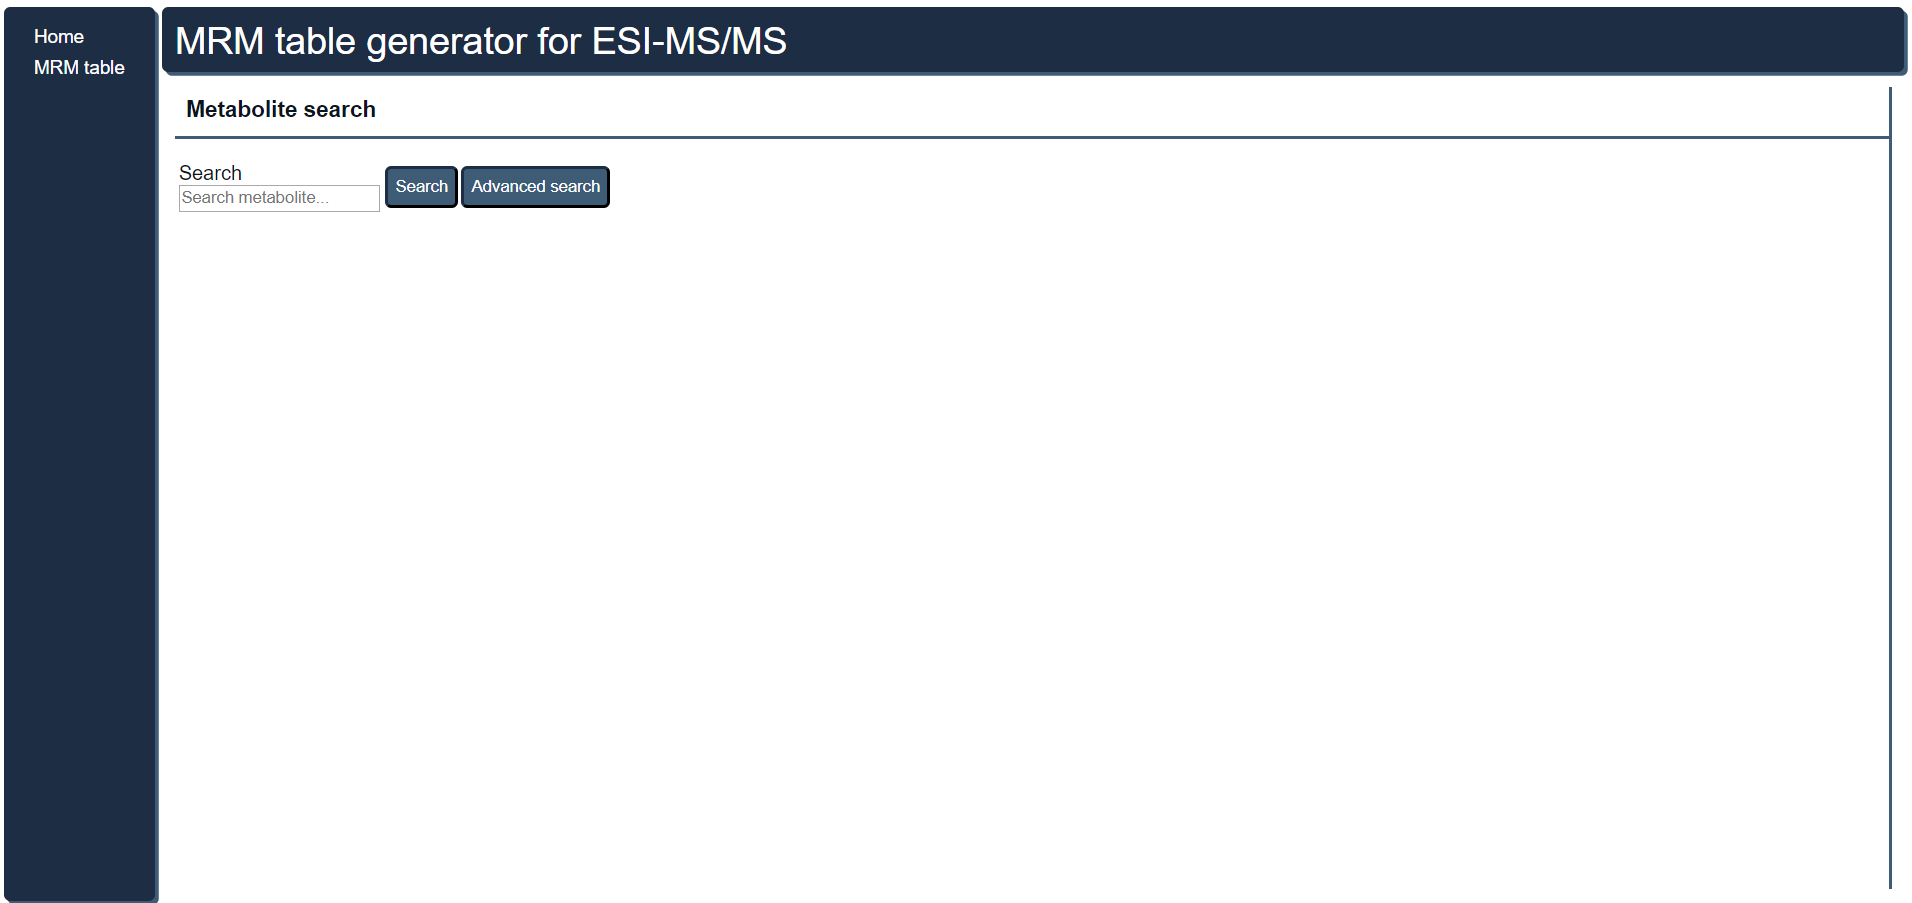 Home
MRM table
MRM table generator for ESI-MS/MS
Metabolite search
Search
Search metabolite...
Search
Advanced search